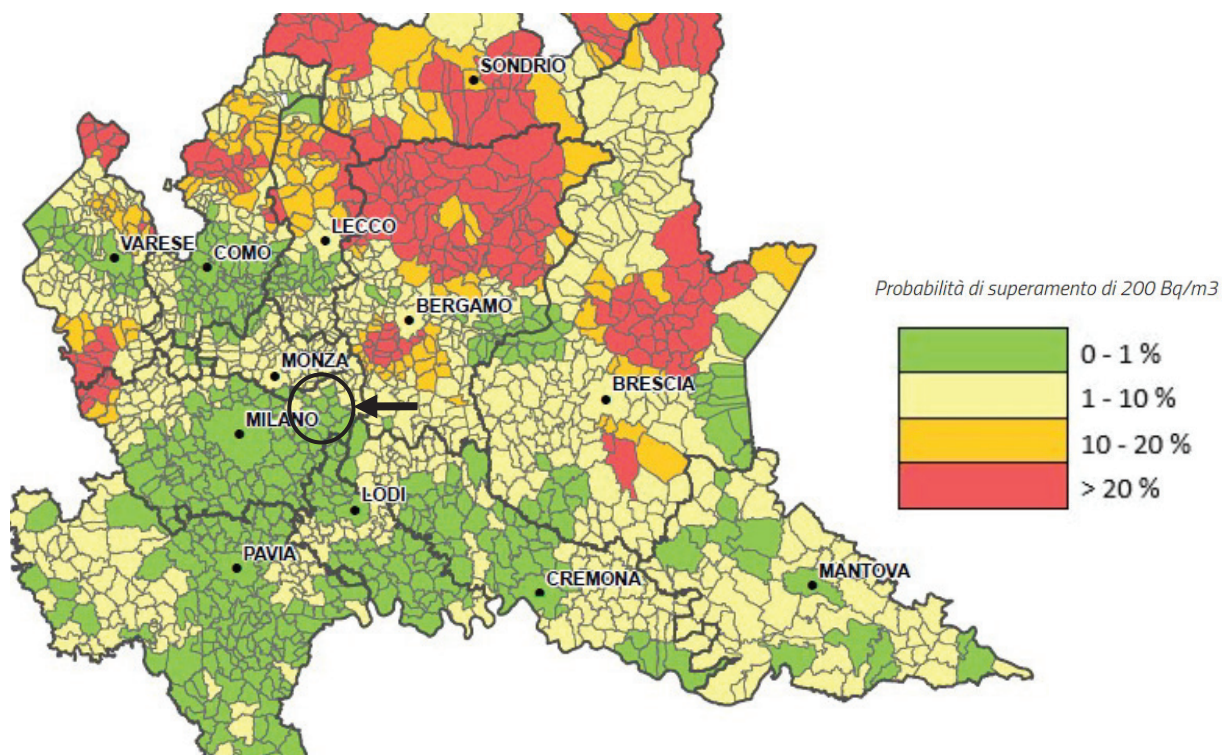 SONDRIO
LECCO
VARESE
COMO
BERGAMO
MONZA
BRESCIA
MILANO
LODI
PAVIA
CREMONA
MANTOVA
Probabilità di superamento di 200 Bq/m3
0 - 1 %
1 - 10 %
10 - 20 %
> 20 %